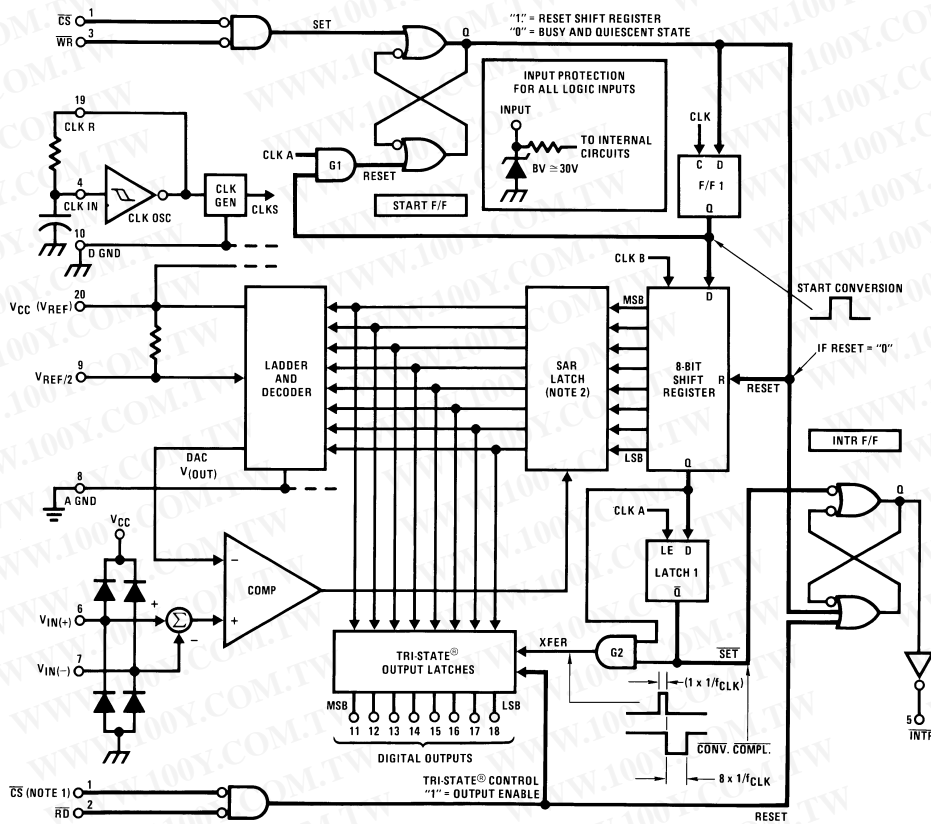 CS 1
WR 3
SET
Q
"1" = RESET SHIFT REGISTER
"0" = BUSY AND QUIESCENT STATE
INPUT PROTECTION
FOR ALL LOGIC INPUTS
INPUT
TO INTERNAL
CIRCUITS
BV ≅ 30V
CLK
C D
F/F 1
Q
19
CLK R
4
CLK IN
CLK OSC
CLK
GEN
CLKS
10
D GND
CLK A
G1
RESET
START F/F
CLK B
D
START CONVERSION
IF RESET = "0"
20
VCC (VREF)
9
VREF/2
LADDER
AND
DECODER
SAR
LATCH
(NOTE 2)
MSB
LSB
8-BIT
SHIFT
REGISTER
R
RESET
Q
INTR F/F
DAC
V(OUT)
8
A GND
VCC
CLK A
LE D
LATCH 1
Q
Q
COMP
−
+
6
VIN(+)
+
Σ
−
7
VIN(−)
TRI-STATE®
OUTPUT LATCHES
XFER
G2
SET
(1 x 1/fCLK)
CONV. COMPL.
8 x 1/fCLK
MSB
LSB
11 12 13 14 15 16 17 18
DIGITAL OUTPUTS
5
INTR
TRI-STATE® CONTROL
"1" = OUTPUT ENABLE
CS (NOTE 1) 1
RD 2
RESET
WWW.100Y.COM.TW